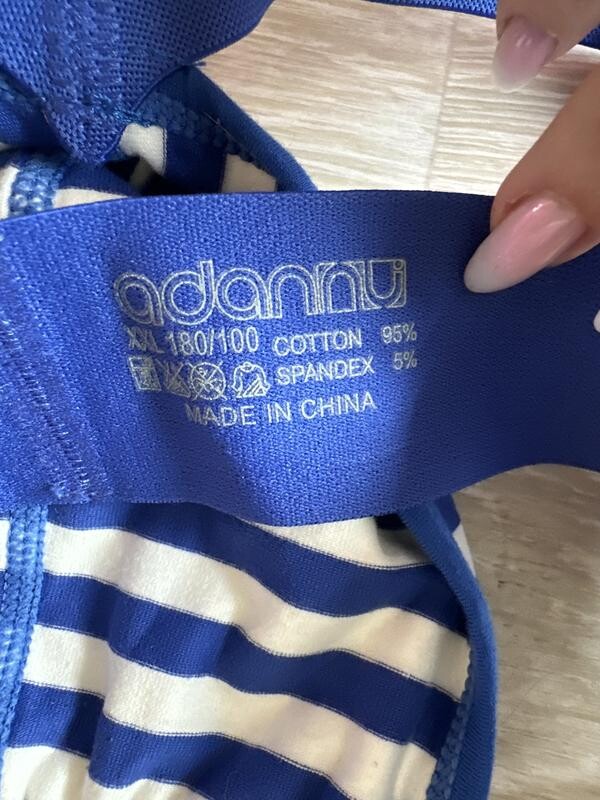 adannu
XXL 180/100 COTTON 95%
SPANDEX 5%
MADE IN CHINA